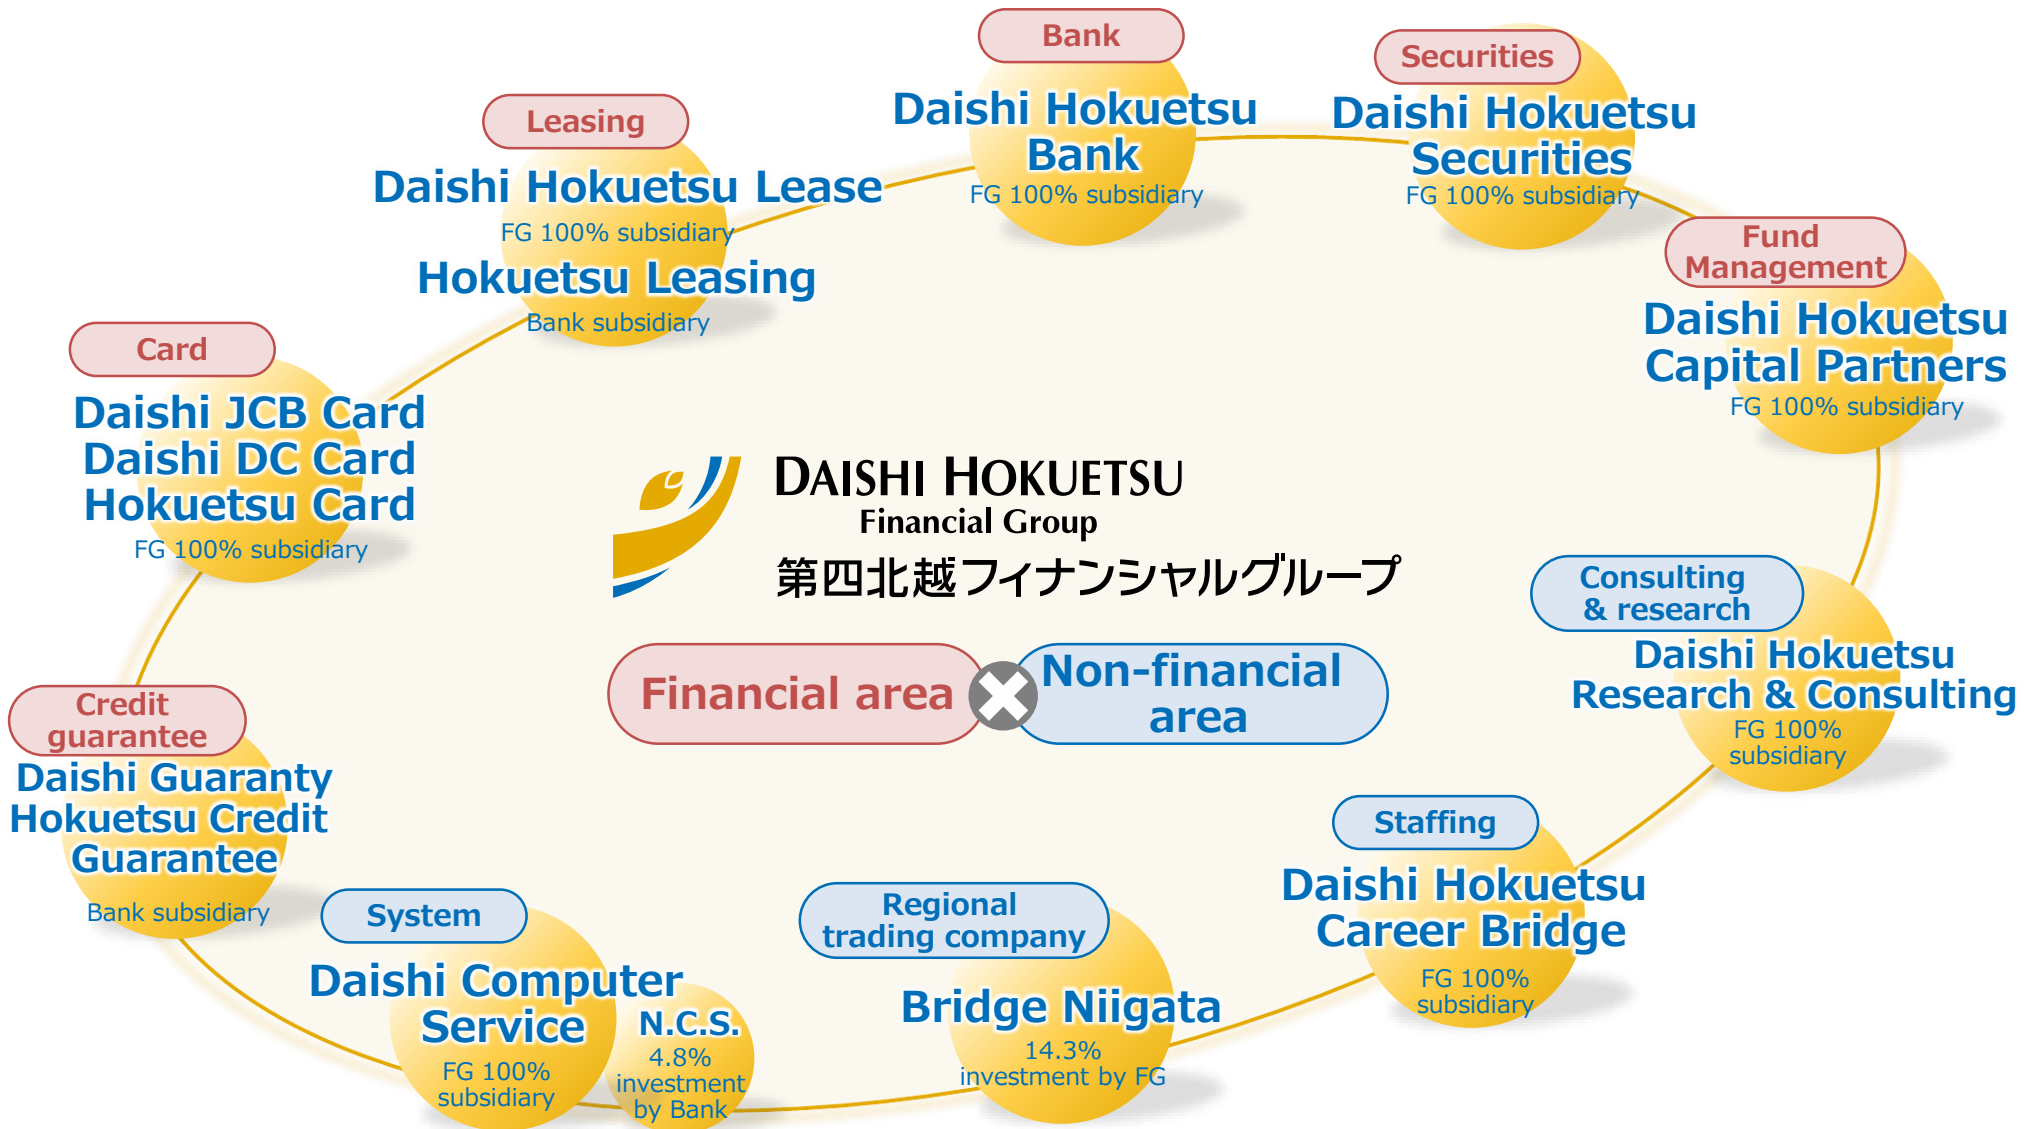 Bank
Daishi Hokuetsu
Bank
FG 100% subsidiary
Securities
Daishi Hokuetsu
Securities
FG 100% subsidiary
Leasing
Daishi Hokuetsu Lease
FG 100% subsidiary
Hokuetsu Leasing
Bank subsidiary
Fund
Management
Daishi Hokuetsu
Capital Partners
FG 100% subsidiary
Card
Daishi JCB Card
Daishi DC Card
Hokuetsu Card
FG 100% subsidiary
DAISHI HOKUETSU
Financial Group
第四北越フィナンシャルグループ
Financial area
Non-financial
area
Consulting
& research
Daishi Hokuetsu
Research & Consulting
FG 100%
subsidiary
Credit
guarantee
Daishi Guaranty
Hokuetsu Credit
Guarantee
Bank subsidiary
Staffing
Daishi Hokuetsu
Career Bridge
FG 100%
subsidiary
System
Daishi Computer
Service
FG 100%
subsidiary
N.C.S.
4.8%
investment
by Bank
Regional
trading company
Bridge Niigata
14.3%
investment by FG